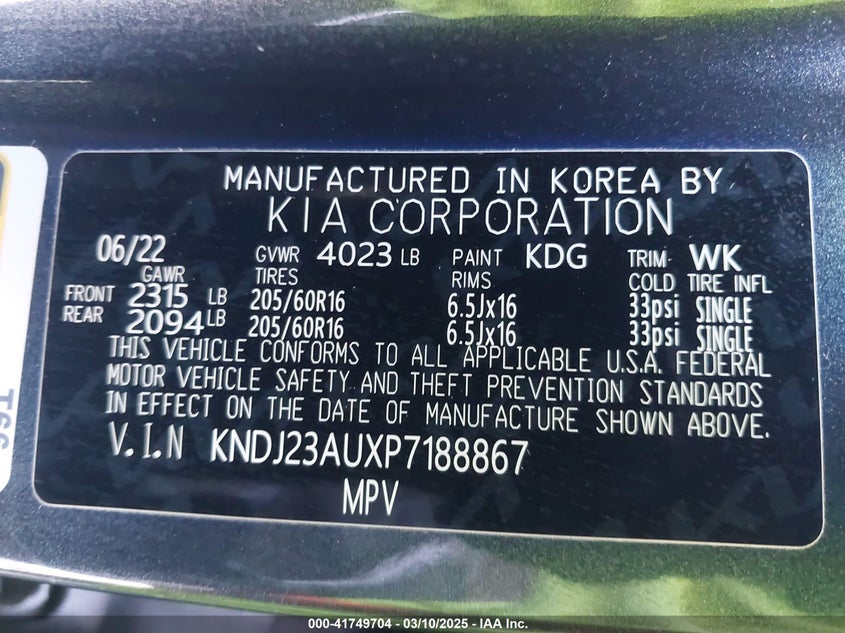 MANUFACTURED IN KOREA BY
KIA CORPORATION
06/22 GVWR 4023 LB PAINT KDG TRIM WK
GAWR TIRES RIMS COLD TIRE INFL
FRONT 2315 LB 205/60R16 6.5Jx16 33psi SINGLE
REAR 2094 LB 205/60R16 6.5Jx16 33psi SINGLE
THIS VEHICLE CONFORMS TO ALL APPLICABLE U.S.A. FEDERAL
MOTOR VEHICLE SAFETY AND THEFT PREVENTION STANDARDS
IN EFFECT ON THE DATE OF MANUFACTURE SHOWN ABOVE.
V.I.N KNDJ23AUXP7188867
MPV
000-41749704 — 03/10/2025 — IAA Inc.